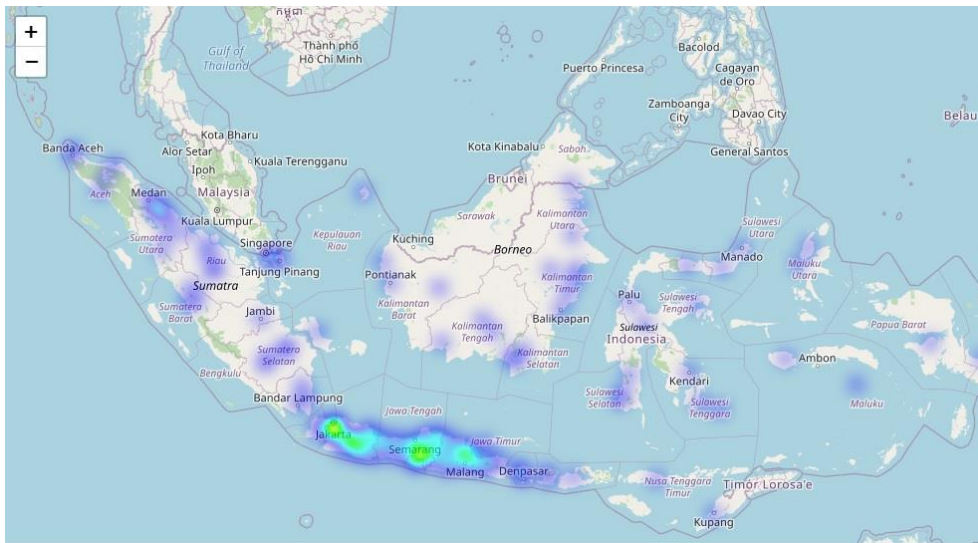 +
−
កម្ពុជា
Gulf of
Thailand
Thành phố
Hồ Chí Minh
Bacolod
Puerto Princesa
Cagayan
de Oro
Zamboanga
City
Davao City
Belau
General Santos
Banda Aceh
Kota Bharu
Alor Setar
Kuala Terengganu
Ipoh
Kota Kinabalu
Sabah
Brunei
Aceh
Medan
Malaysia
Kuala Lumpur
Sarawak
Kalimantan
Utara
Sulawesi
Utara
Sumatera
Utara
Kepulauan
Riau
Kuching
Borneo
Singapore
Manado
Riau
Tanjung Pinang
Maluku
Utara
Pontianak
Kalimantan
Timur
Sumatra
Sumatera
Barat
Jambi
Kalimantan
Barat
Palu
Sulawesi
Tengah
Balikpapan
Kalimantan
Tengah
Sulawesi
Indonesia
Papua Barat
Sumatera
Selatan
Kalimantan
Selatan
Ambon
Bengkulu
Kendari
Bandar Lampung
Sulawesi
Selatan
Sulawesi
Tenggara
Maluku
Jawa Tengah
Jakarta
Semarang
Jawa Timur
Malang
Denpasar
Nusa Tenggara
Timur
Timór Lorosa'e
Kupang